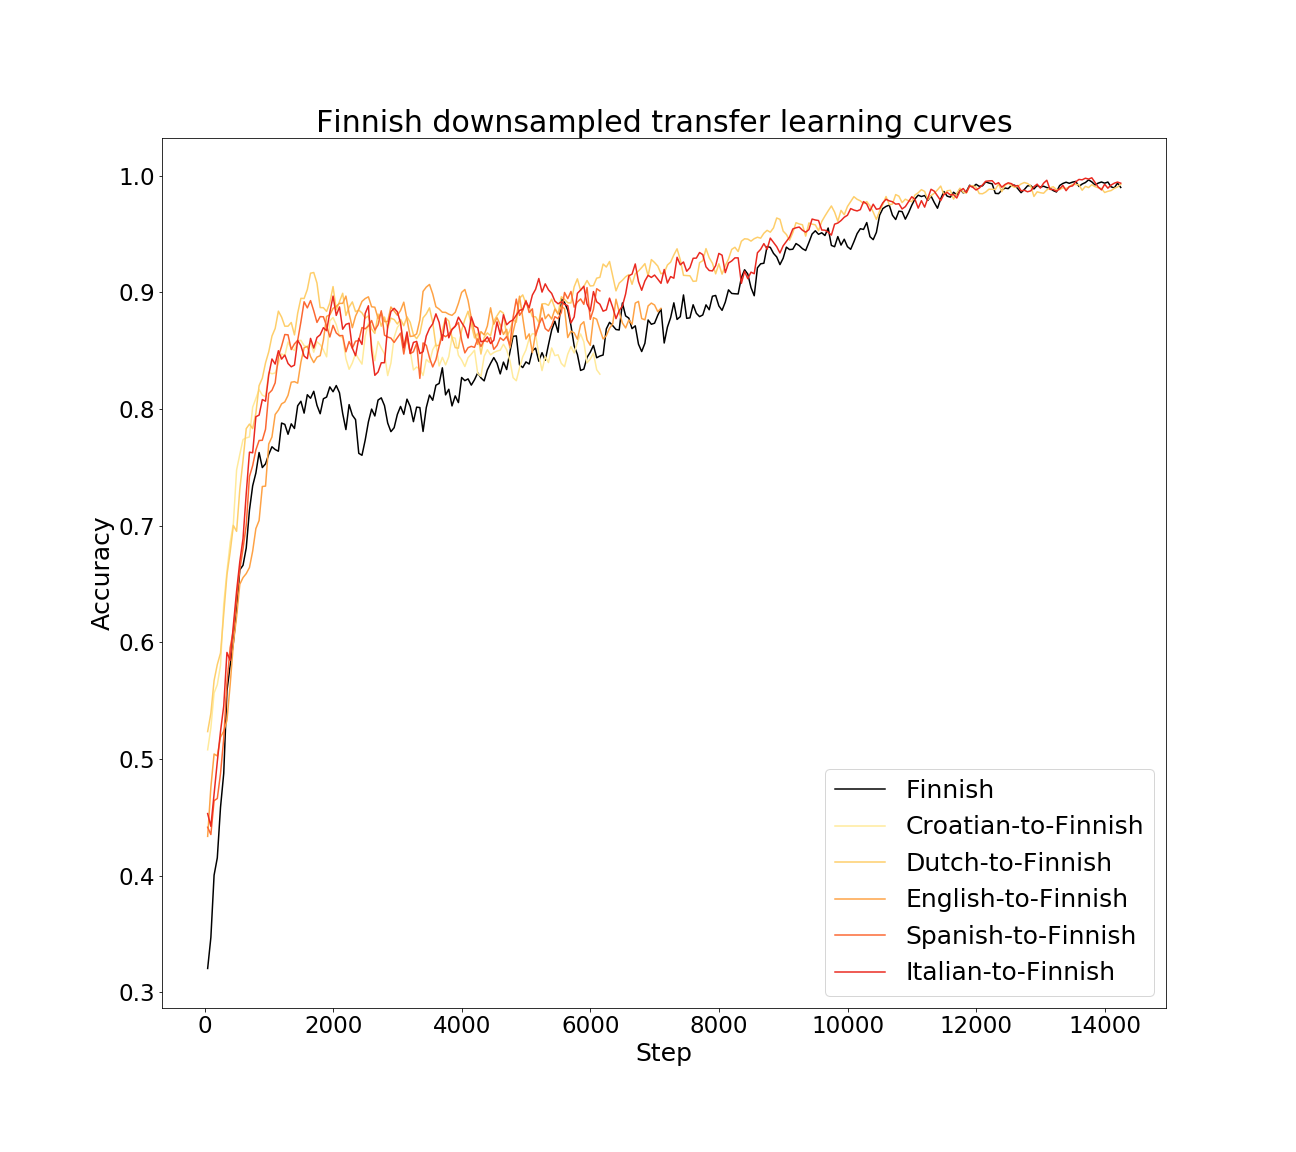 Finnish downsampled transfer learning curves
1.0
0.9
0.8
0.7
0.6
0.5
0.4
0.3
Accuracy
0 2000 4000 6000 8000 10000 12000 14000
Step
Finnish
Croatian-to-Finnish
Dutch-to-Finnish
English-to-Finnish
Spanish-to-Finnish
Italian-to-Finnish